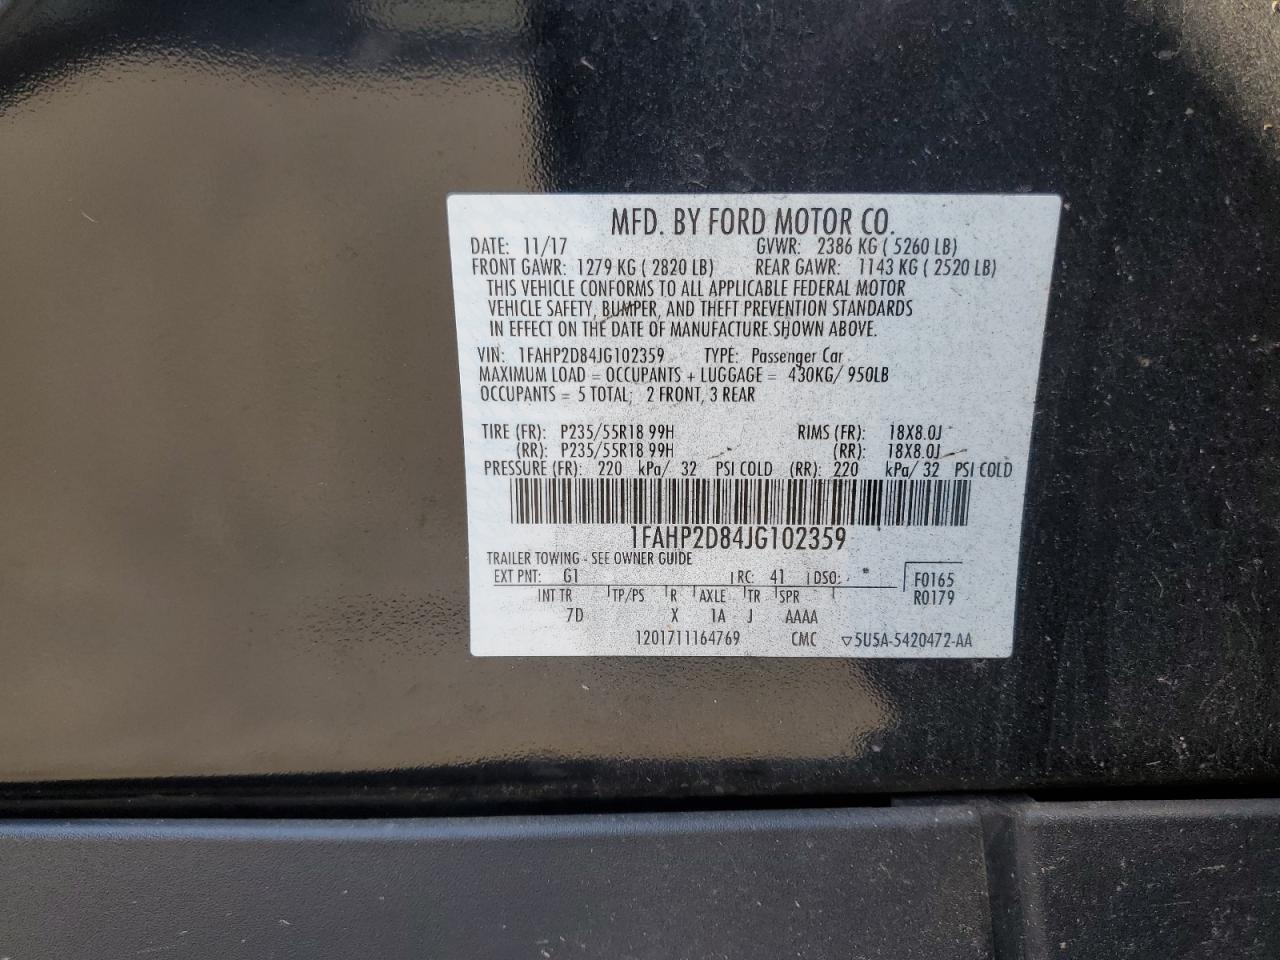 MFD. BY FORD MOTOR CO.
DATE: 11/17 GVWR: 2386 KG ( 5260 LB)
FRONT GAWR: 1279 KG ( 2820 LB) REAR GAWR: 1143 KG ( 2520 LB)
THIS VEHICLE CONFORMS TO ALL APPLICABLE FEDERAL MOTOR
VEHICLE SAFETY, BUMPER, AND THEFT PREVENTION STANDARDS
IN EFFECT ON THE DATE OF MANUFACTURE SHOWN ABOVE.
VIN: 1FAHP2D84JG102359 TYPE: Passenger Car
MAXIMUM LOAD = OCCUPANTS + LUGGAGE = 430KG/ 950LB
OCCUPANTS = 5 TOTAL; 2 FRONT, 3 REAR
TIRE (FR): P235/55R18 99H RIMS (FR): 18X8.0J
(RR): P235/55R18 99H (RR): 18X8.0J
PRESSURE (FR): 220 kPa/ 32 PSI COLD (RR): 220 kPa/ 32 PSI COLD
1FAHP2D84JG102359
TRAILER TOWING - SEE OWNER GUIDE
EXT PNT: G1 RC: 41 DSO: F0165
INT TR TP/PS R AXLE TR SPR R0179
7D X 1A J AAAA
1201711164769 CMC ▽5U5A-5420472-AA